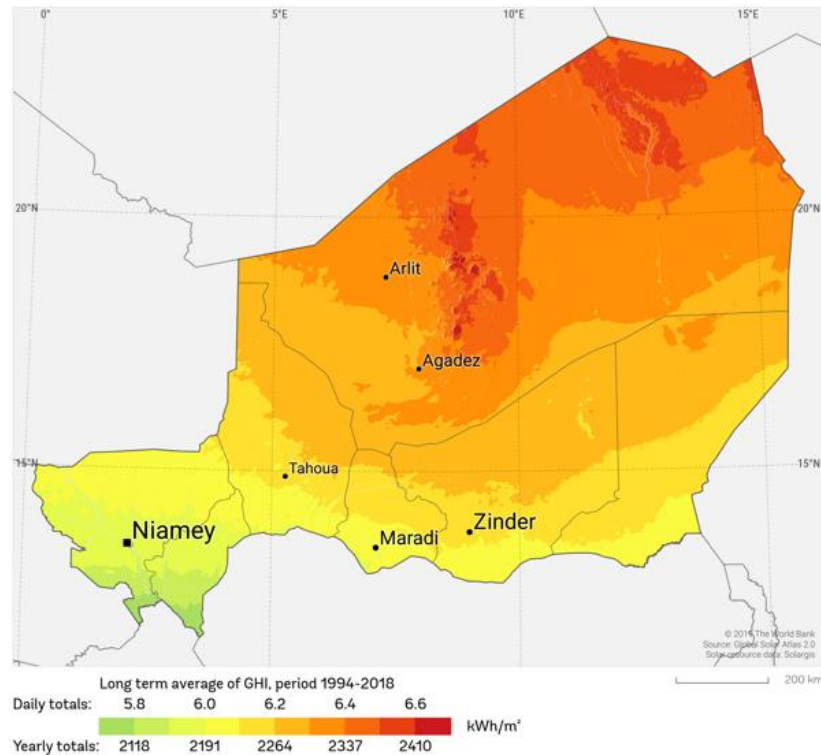 0° 5°E 10°E 15°E
20°N 20°N
Arlit
Agadez
15°N Tahoua 15°N
Niamey Maradi Zinder
© 2019 The World Bank
Source: Global Solar Atlas 2.0
Solar resource data: Solargis
200 km
Long term average of GHI, period 1994-2018
Daily totals: 5.8 6.0 6.2 6.4 6.6
kWh/m²
Yearly totals: 2118 2191 2264 2337 2410